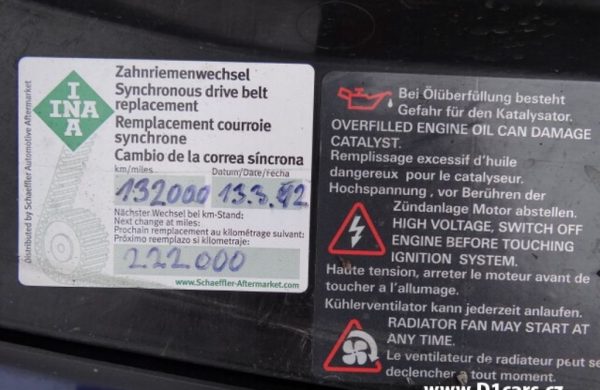 INA
INA
Distributed by Schaeffler Automotive Aftermarket
Zahnriemenwechsel
Synchronous drive belt
replacement
Remplacement courroie
synchrone
Cambio de la correa síncrona
km/miles Datum/Date/Fecha
132000 13.3.12
Nächster Wechsel bei km-Stand:
Next change at miles:
Prochain remplacement au kilométrage suivant:
Próximo reemplazo si kilometraje:
222.000
www.Schaeffler-Aftermarket.com
Bei Ölüberfüllung besteht
Gefahr für den Katalysator.
OVERFILLED ENGINE OIL CAN DAMAGE
CATALYST.
Remplissage excessif d'huile
dangereux pour le catalyseur.
Hochspannung, vor Berühren der
Zündanlage Motor abstellen.
HIGH VOLTAGE, SWITCH OFF
ENGINE BEFORE TOUCHING
IGNITION SYSTEM.
Haute tension, arreter le moteur avant de
toucher a l'allumage.
Kühlerventilator kann jederzeit anlaufen.
RADIATOR FAN MAY START AT
ANY TIME.
Le ventilateur de radiateur peut se
declencher a tout moment.
www.D1cars.cz